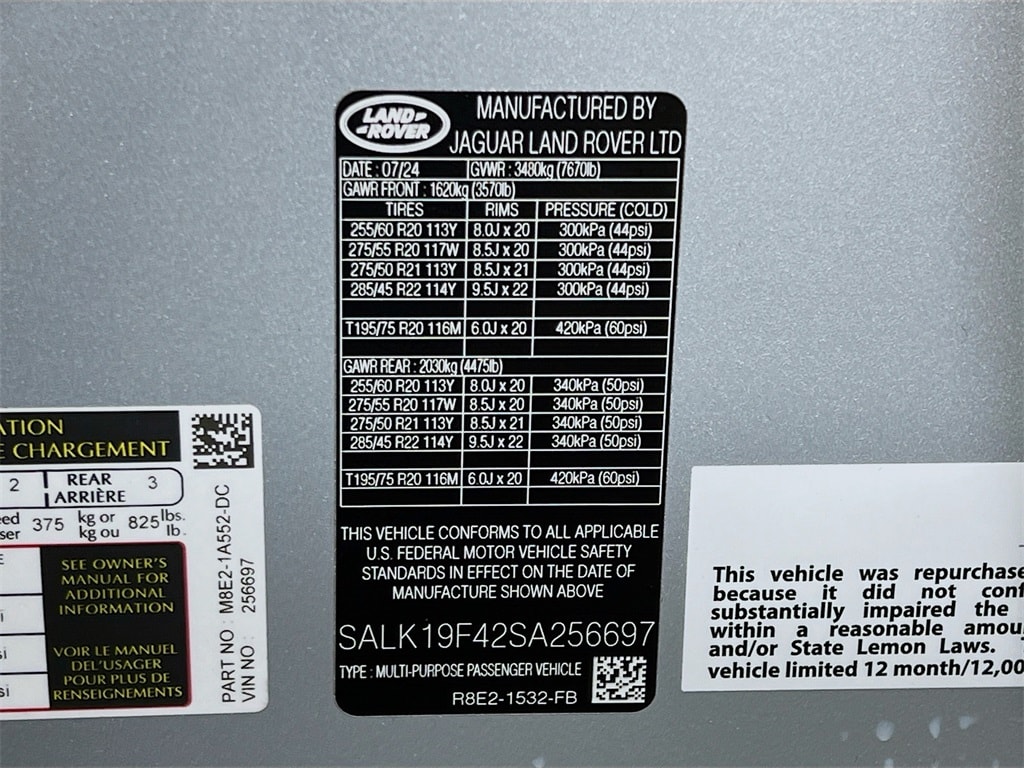 LAND ROVER
MANUFACTURED BY
JAGUAR LAND ROVER LTD
DATE : 07/24 GVWR : 3480kg (7670lb)
GAWR FRONT : 1620kg (3570lb)
TIRES RIMS PRESSURE (COLD)
255/60 R20 113Y 8.0J x 20 300kPa (44psi)
275/55 R20 117W 8.5J x 20 300kPa (44psi)
275/50 R21 113Y 8.5J x 21 300kPa (44psi)
285/45 R22 114Y 9.5J x 22 300kPa (44psi)
T195/75 R20 116M 6.0J x 20 420kPa (60psi)
GAWR REAR : 2030kg (4475lb)
255/60 R20 113Y 8.0J x 20 340kPa (50psi)
275/55 R20 117W 8.5J x 20 340kPa (50psi)
275/50 R21 113Y 8.5J x 21 340kPa (50psi)
285/45 R22 114Y 9.5J x 22 340kPa (50psi)
T195/75 R20 116M 6.0J x 20 420kPa (60psi)
THIS VEHICLE CONFORMS TO ALL APPLICABLE
U.S. FEDERAL MOTOR VEHICLE SAFETY
STANDARDS IN EFFECT ON THE DATE OF
MANUFACTURE SHOWN ABOVE
SALK19F42SA256697
TYPE : MULTI-PURPOSE PASSENGER VEHICLE
R8E2-1532-FB
CHARGEMENT
2 REAR 3
ARRIÈRE
375 kg or 825 lbs.
kg ou lb.
SEE OWNER'S
MANUAL FOR
ADDITIONAL
INFORMATION
VOIR LE MANUEL
DEL'USAGER
POUR PLUS DE
RENSEIGNEMENTS
PART NO : M8E2-1A552-DC
VIN NO : 256697
This vehicle was repurchase
because it did not conf
substantially impaired the
within a reasonable amou
and/or State Lemon Laws.
vehicle limited 12 month/12,00